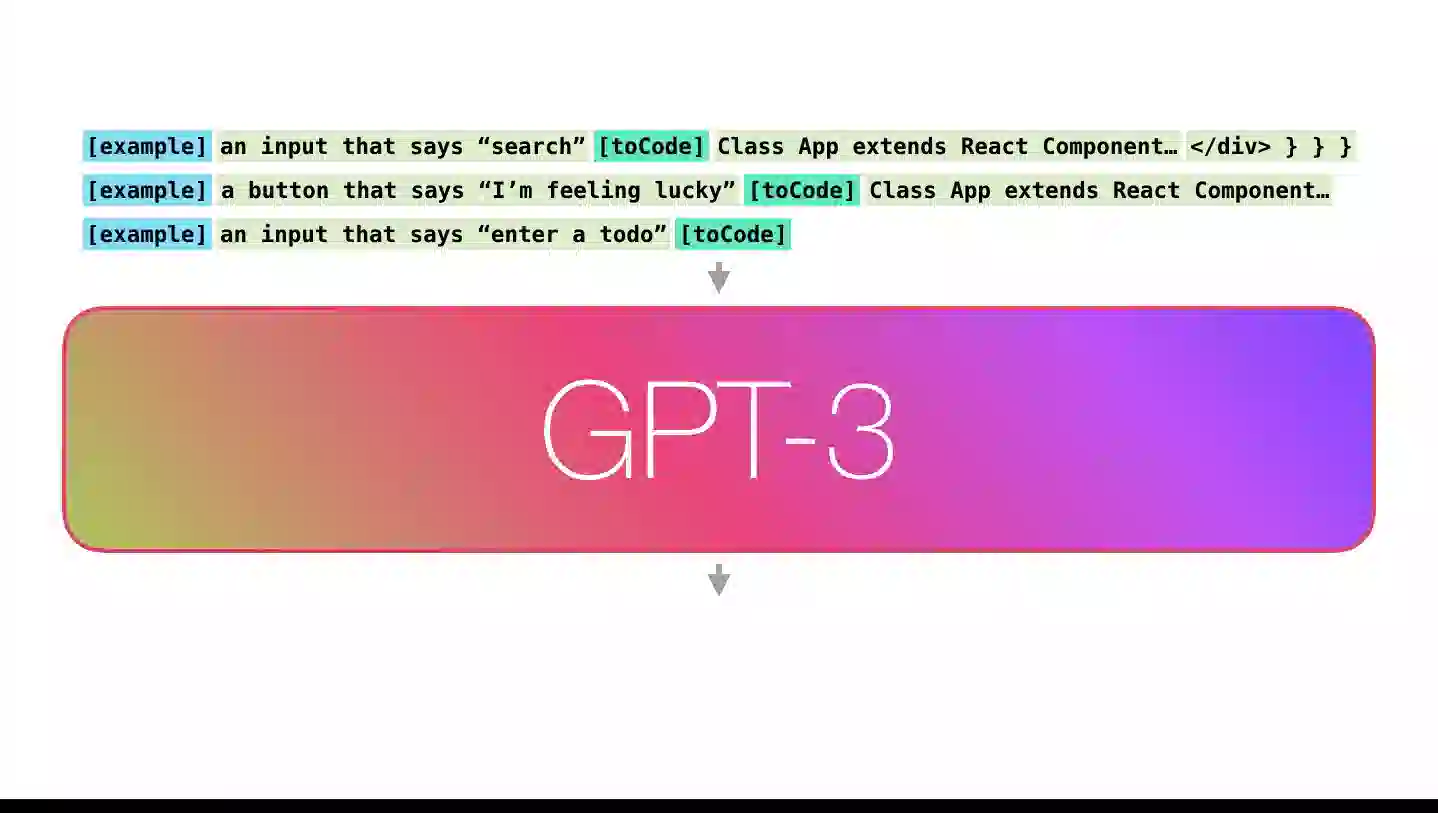 [example] an input that says “search” [toCode] Class App extends React Component… </div> } } }
[example] a button that says “I’m feeling lucky” [toCode] Class App extends React Component…
[example] an input that says “enter a todo” [toCode]
GPT-3